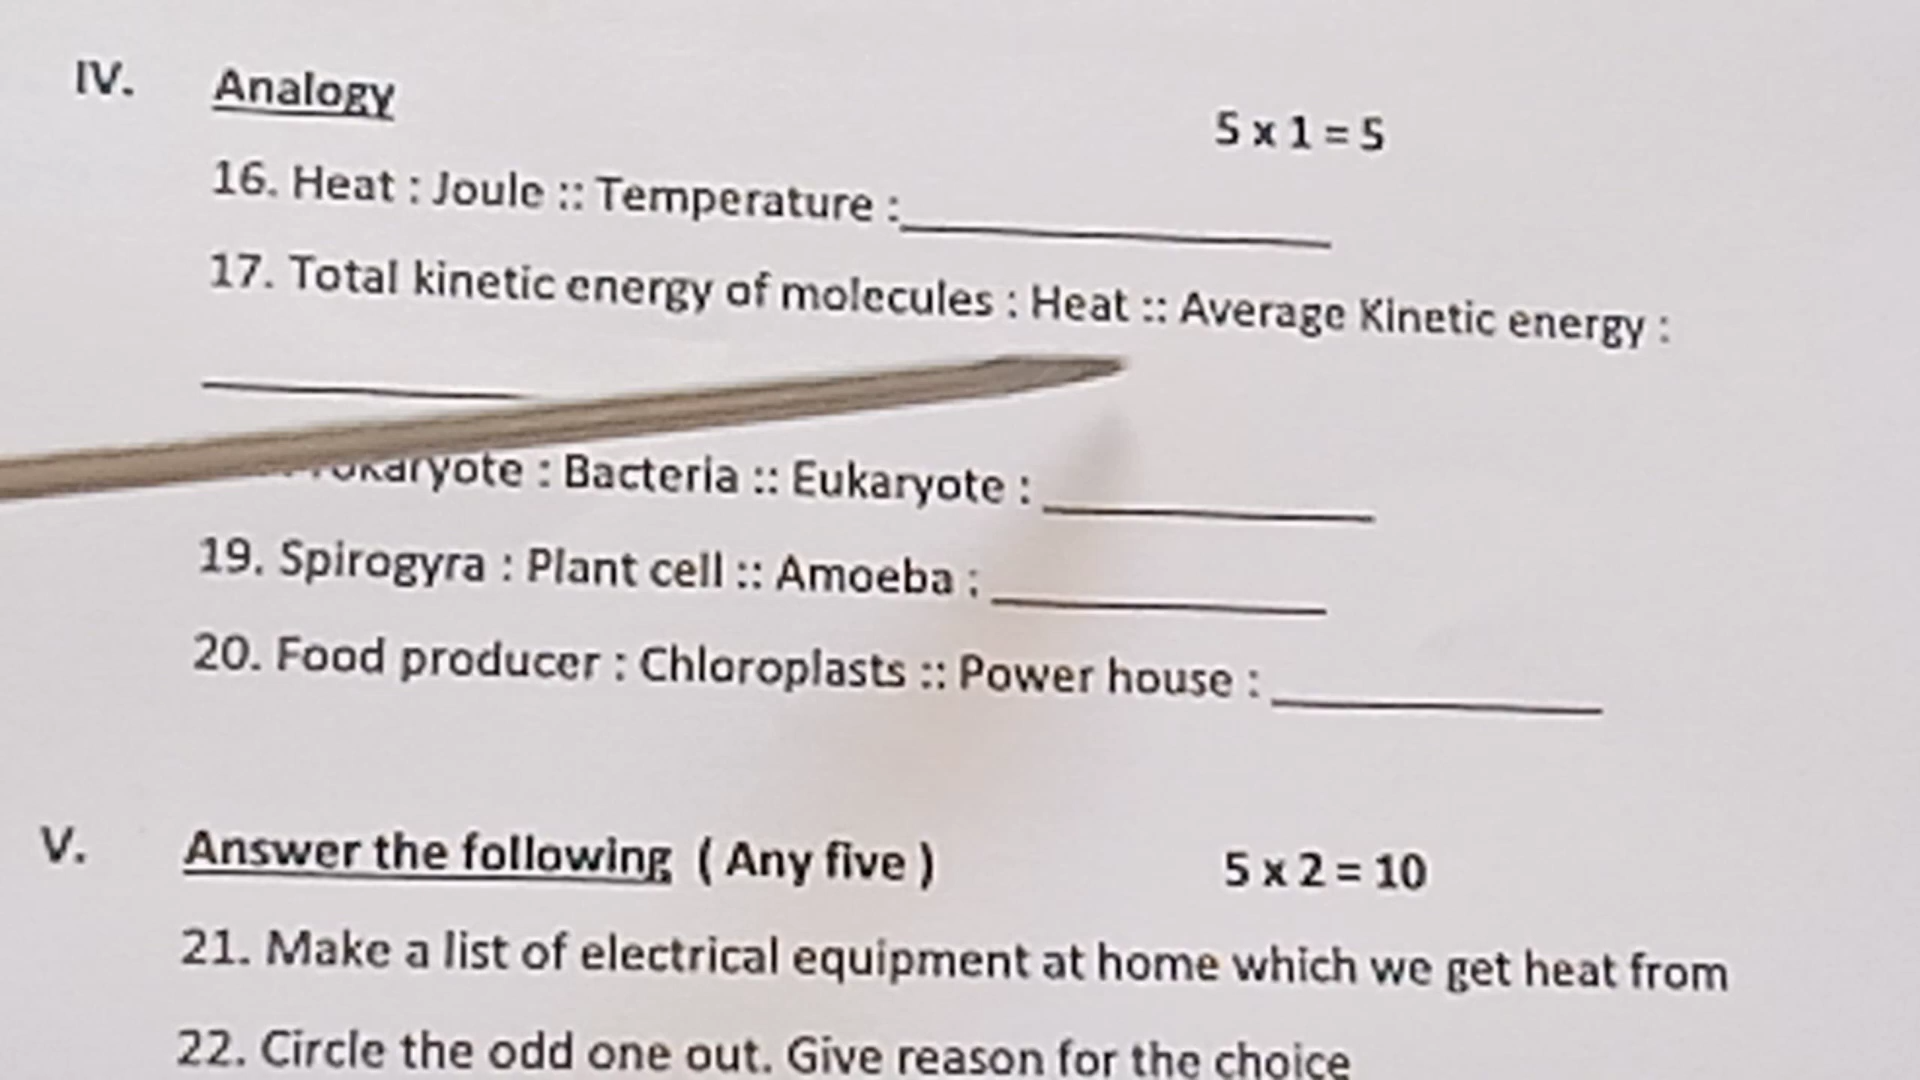 IV. Analogy
5 x 1 = 5
16. Heat : Joule :: Temperature :
17. Total kinetic energy of molecules : Heat :: Average Kinetic energy :
: Bacteria :: Eukaryote :
19. Spirogyra : Plant cell :: Amoeba :
20. Food producer : Chloroplasts :: Power house :
V. Answer the following ( Any five )
5 x 2 = 10
21. Make a list of electrical equipment at home which we get heat from
22. Circle the odd one out. Give reason for the choice